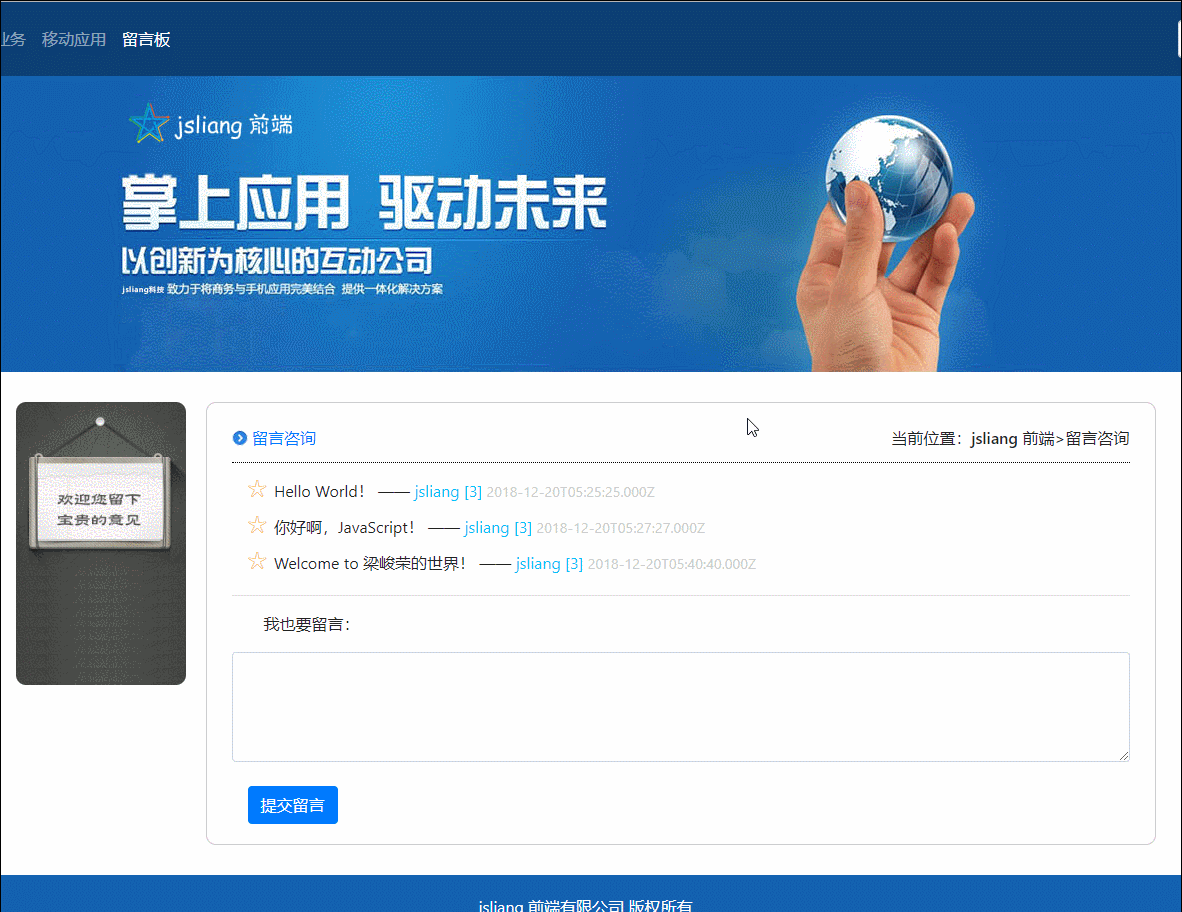 业务 移动应用 留言板
jsliang 前端
掌上应用 驱动未来
以创新为核心的互动公司
jsliang科技 致力于将商务与手机应用完美结合 提供一体化解决方案
欢迎您留下
宝贵的意见
留言咨询
当前位置：jsliang 前端>留言咨询
Hello World！ —— jsliang [3] 2018-12-20T05:25:25.000Z
你好啊，JavaScript！ —— jsliang [3] 2018-12-20T05:27:27.000Z
Welcome to 梁峻荣的世界！ —— jsliang [3] 2018-12-20T05:40:40.000Z
我也要留言：
提交留言
jsliang 前端有限公司 版权所有